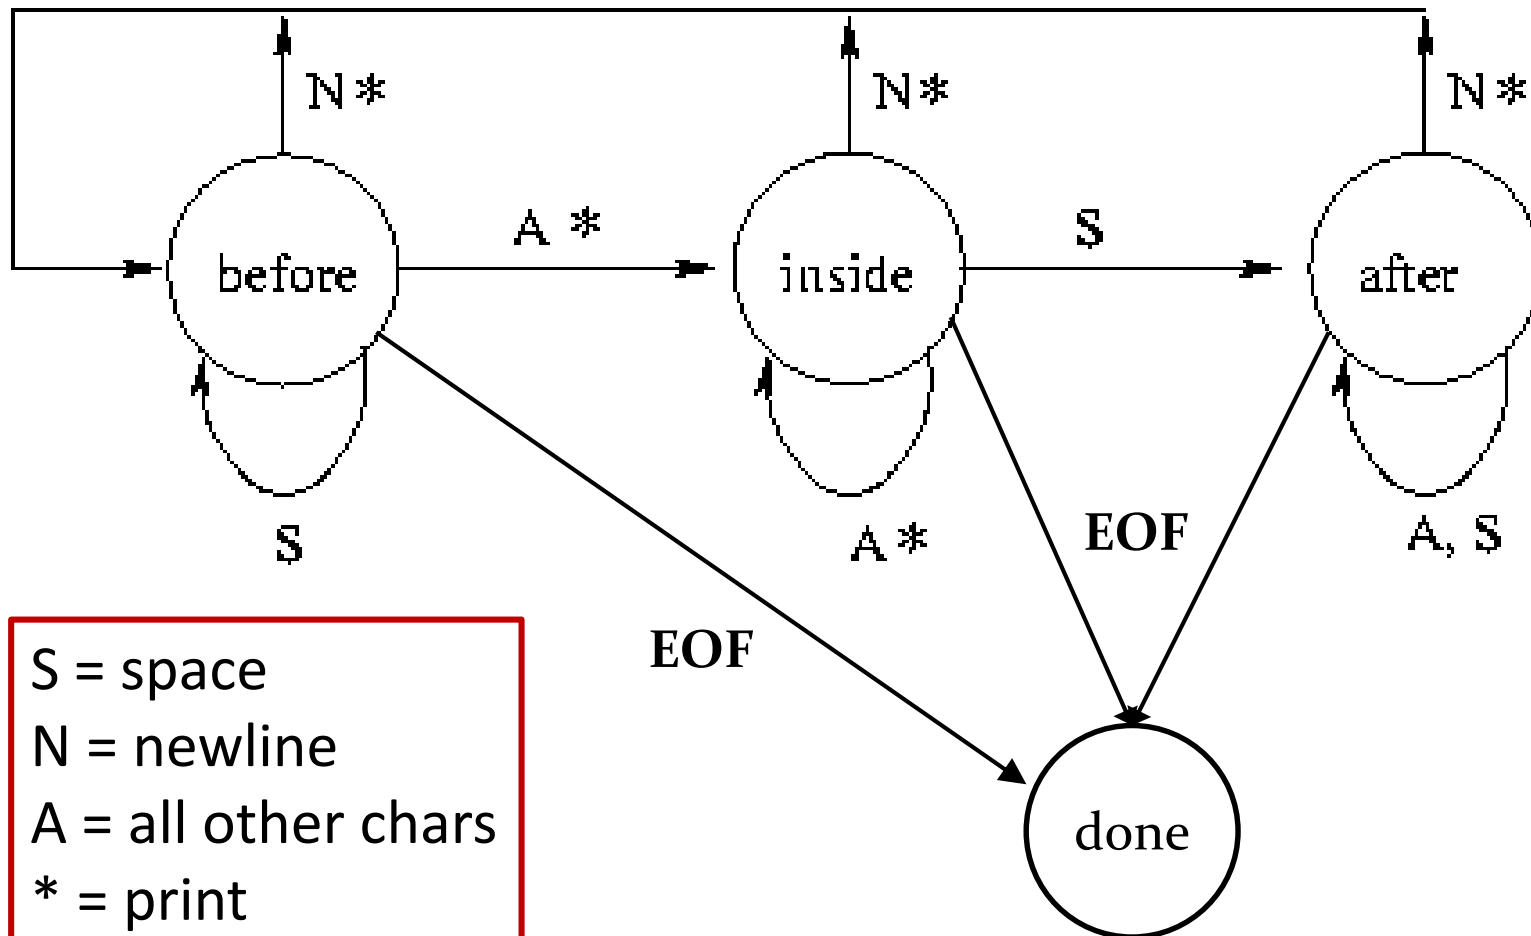 N * N * N *
A * S
before inside after
S A * A, S
EOF
EOF
S = space
N = newline
A = all other chars
* = print
done